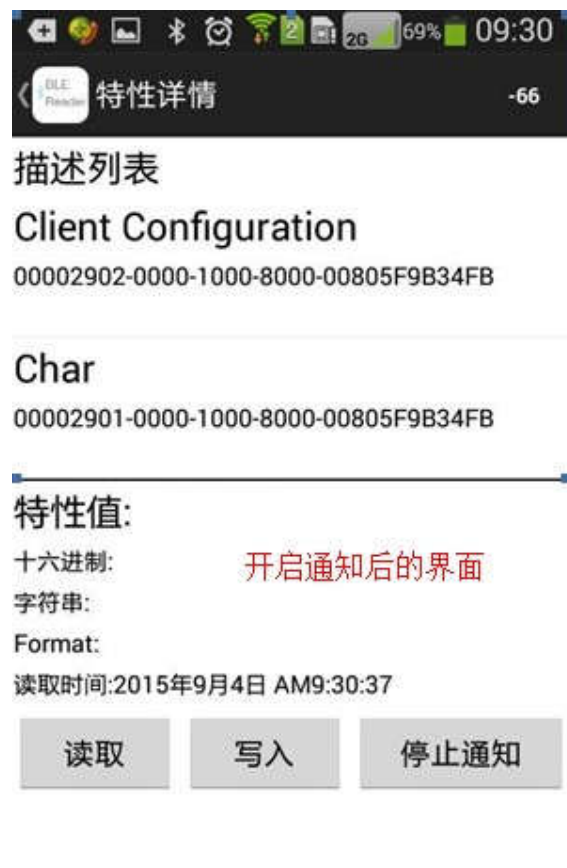 2G 69% 09:30
BLE Reader 特性详情 -66
描述列表
Client Configuration
00002902-0000-1000-8000-00805F9B34FB
Char
00002901-0000-1000-8000-00805F9B34FB
特性值:
十六进制: 开启通知后的界面
字符串:
Format:
读取时间:2015年9月4日 AM9:30:37
读取 写入 停止通知